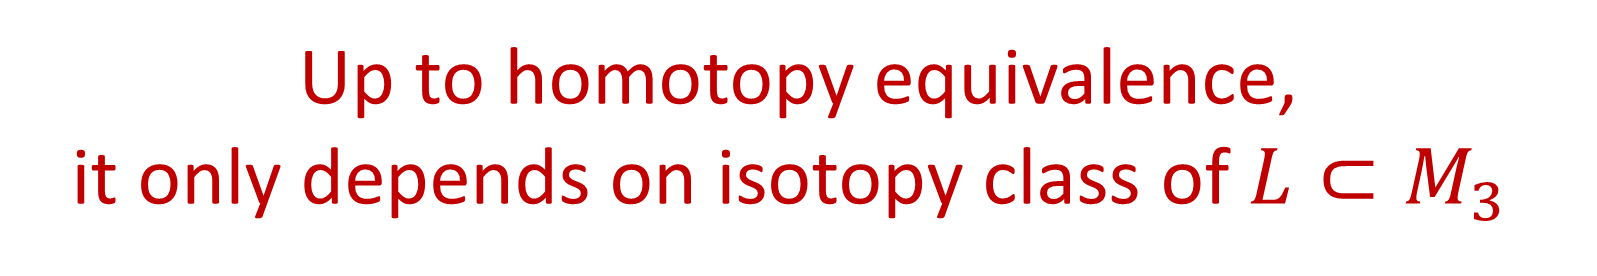 Up to homotopy equivalence,
it only depends on isotopy class of L ⊂ M₃